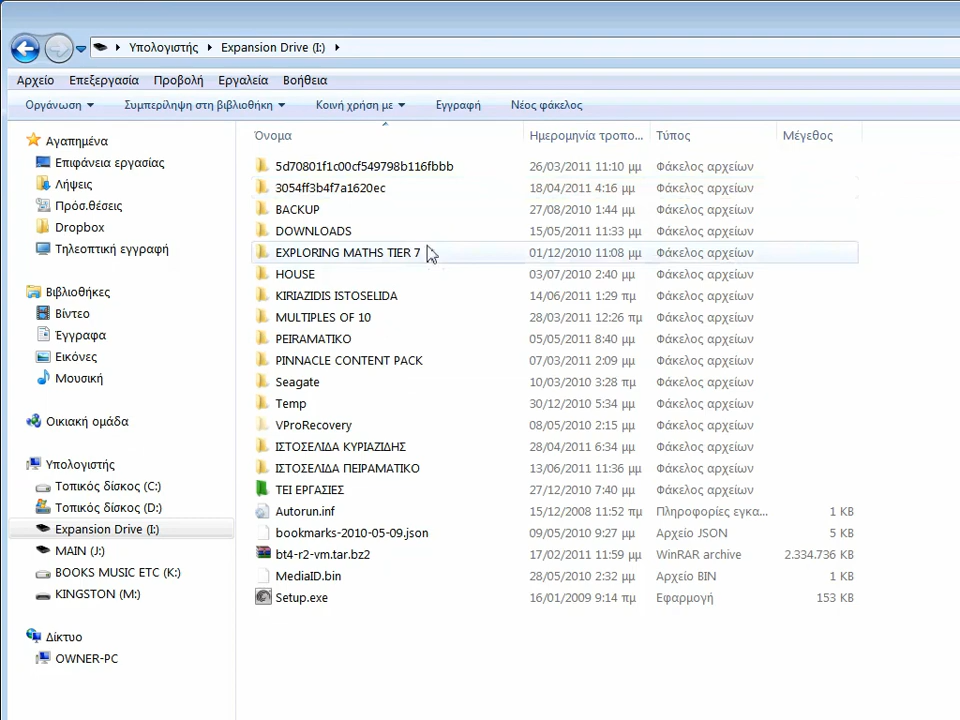 Υπολογιστής Expansion Drive (I:)
Αρχείο Επεξεργασία Προβολή Εργαλεία Βοήθεια
Οργάνωση Συμπερίληψη στη βιβλιοθήκη Κοινή χρήση με Εγγραφή Νέος φάκελος
Αγαπημένα
Επιφάνεια εργασίας
Λήψεις
Πρόσ.θέσεις
Dropbox
Τηλεοπτική εγγραφή
Βιβλιοθήκες
Βίντεο
Έγγραφα
Εικόνες
Μουσική
Οικιακή ομάδα
Υπολογιστής
Τοπικός δίσκος (C:)
Τοπικός δίσκος (D:)
Expansion Drive (I:)
MAIN (J:)
BOOKS MUSIC ETC (K:)
KINGSTON (M:)
Δίκτυο
OWNER-PC
Όνομα Ημερομηνία τροπο... Τύπος Μέγεθος
5d70801f1c00cf549798b116fbbb 26/03/2011 11:10 μμ Φάκελος αρχείων
3054ff3b4f7a1620ec 18/04/2011 4:16 μμ Φάκελος αρχείων
BACKUP 27/08/2010 1:44 μμ Φάκελος αρχείων
DOWNLOADS 15/05/2011 11:33 μμ Φάκελος αρχείων
EXPLORING MATHS TIER 7 01/12/2010 11:08 μμ Φάκελος αρχείων
HOUSE 03/07/2010 2:40 μμ Φάκελος αρχείων
KIRIAZIDIS ISTOSELIDA 14/06/2011 1:29 πμ Φάκελος αρχείων
MULTIPLES OF 10 28/03/2011 12:26 πμ Φάκελος αρχείων
PEIRAMATIKO 05/05/2011 8:40 μμ Φάκελος αρχείων
PINNACLE CONTENT PACK 07/03/2011 2:09 μμ Φάκελος αρχείων
Seagate 10/03/2010 3:28 πμ Φάκελος αρχείων
Temp 30/12/2010 5:34 μμ Φάκελος αρχείων
VProRecovery 08/05/2010 2:15 μμ Φάκελος αρχείων
ΙΣΤΟΣΕΛΙΔΑ ΚΥΡΙΑΖΙΔΗΣ 28/04/2011 6:34 μμ Φάκελος αρχείων
ΙΣΤΟΣΕΛΙΔΑ ΠΕΙΡΑΜΑΤΙΚΟ 13/06/2011 11:36 μμ Φάκελος αρχείων
ΤΕΙ ΕΡΓΑΣΙΕΣ 27/12/2010 7:40 μμ Φάκελος αρχείων
Autorun.inf 15/12/2008 11:52 πμ Πληροφορίες εγκα... 1 KB
bookmarks-2010-05-09.json 09/05/2010 9:27 μμ Αρχείο JSON 5 KB
bt4-r2-vm.tar.bz2 17/02/2011 11:59 μμ WinRAR archive 2.334.736 KB
MediaID.bin 28/05/2010 2:32 μμ Αρχείο BIN 1 KB
Setup.exe 16/01/2009 9:14 πμ Εφαρμογή 153 KB